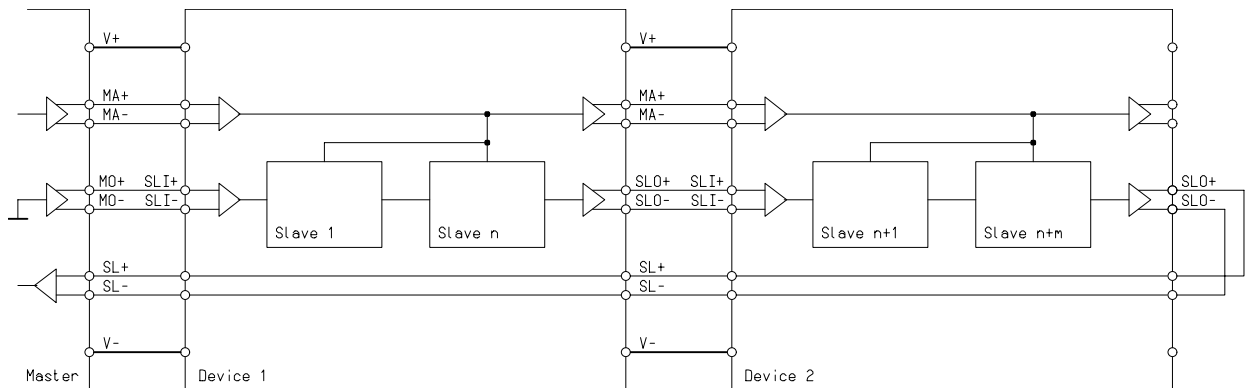 V+ V+
MA+ MA+
MA- MA-
MO+ SLI+ SLO+ SLI+ SLO+
MO- SLI- SLO- SLI- SLO-
Slave 1 Slave n Slave n+1 Slave n+m
SL+ SL+
SL- SL-
V- V-
Master Device 1 Device 2